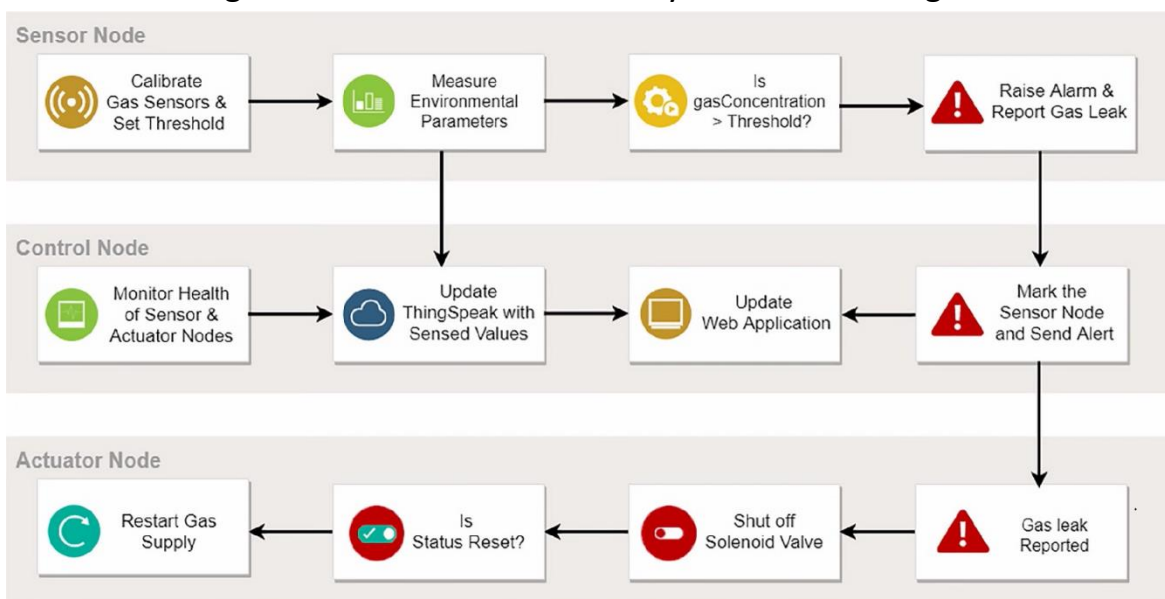 Sensor Node
Calibrate
Gas Sensors &
Set Threshold
Measure
Environmental
Parameters
Is
gasConcentration
> Threshold?
Raise Alarm &
Report Gas Leak
Control Node
Monitor Health
of Sensor &
Actuator Nodes
Update
ThingSpeak with
Sensed Values
Update
Web Application
Mark the
Sensor Node
and Send Alert
Actuator Node
Restart Gas
Supply
Is
Status Reset?
Shut off
Solenoid Valve
Gas leak
Reported